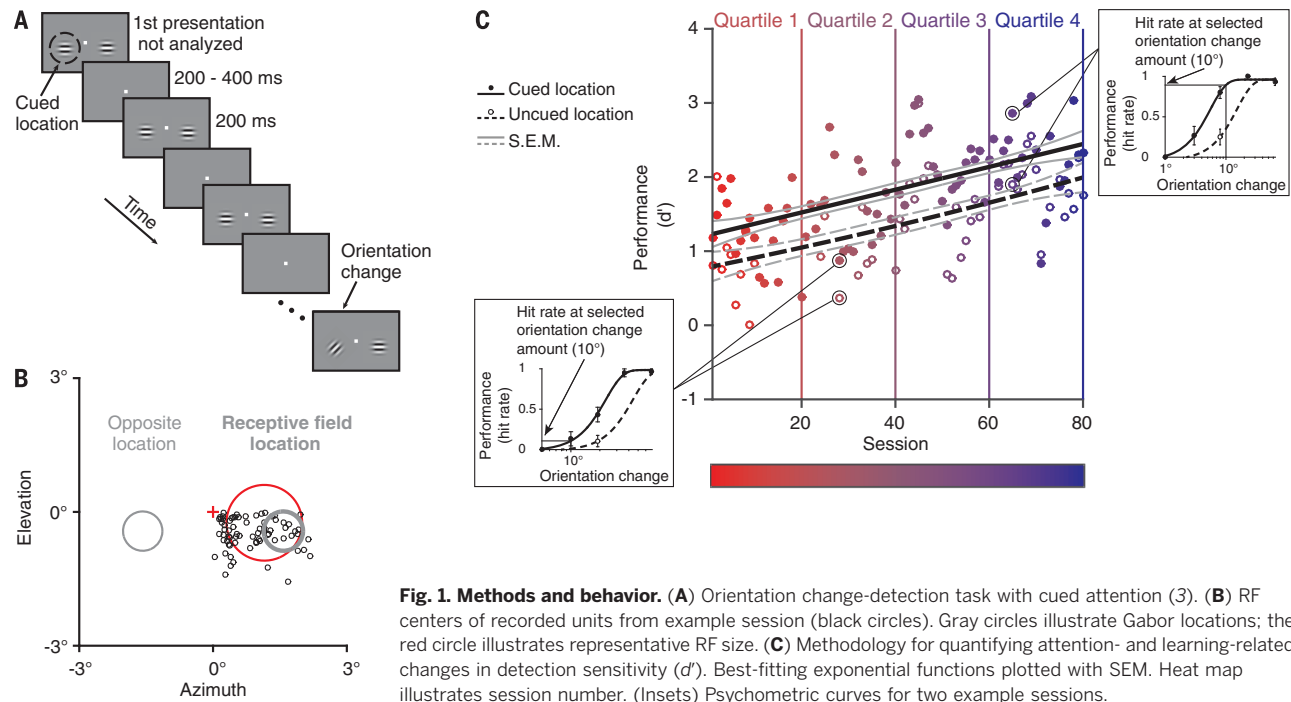 A
1st presentation
not analyzed
Cued
location
200 - 400 ms
200 ms
Time
Orientation
change
B
3°
0°
-3°
Elevation
Opposite
location
Receptive field
location
-3°
0°
3°
Azimuth
C
Cued location
Uncued location
S.E.M.
Quartile 1
Quartile 2
Quartile 3
Quartile 4
Performance
(d')
4
3
2
1
0
-1
20
40
60
80
Session
Hit rate at selected
orientation change
amount (10°)
Performance
(hit rate)
1
0.5
0
10°
Orientation change
Hit rate at selected
orientation change
amount (10°)
Performance
(hit rate)
1
0.5
0
1°
10°
Orientation change
Fig. 1. Methods and behavior. (A) Orientation change-detection task with cued attention (3). (B) RF
centers of recorded units from example session (black circles). Gray circles illustrate Gabor locations; the
red circle illustrates representative RF size. (C) Methodology for quantifying attention- and learning-related
changes in detection sensitivity (d'). Best-fitting exponential functions plotted with SEM. Heat map
illustrates session number. (Insets) Psychometric curves for two example sessions.